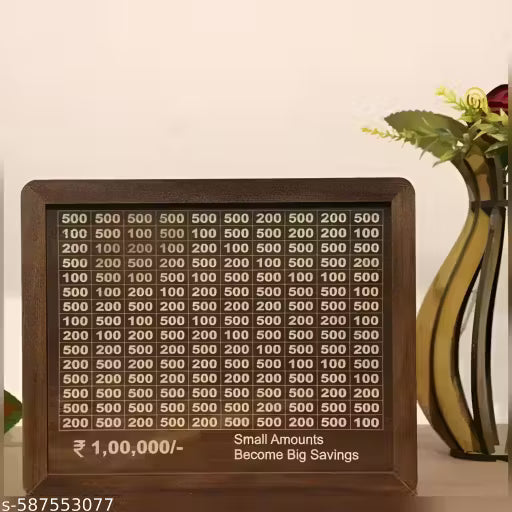 500 500 500 500 500 500 200 500 200 500
100 500 100 500 100 500 500 500 500 100
200 100 200 100 200 100 500 500 500 500
500 200 500 200 500 200 200 500 500 200
100 500 100 500 100 500 500 100 100 500
500 100 200 100 200 200 500 500 500 100
500 200 500 200 500 200 200 500 500 500
100 500 100 500 100 500 500 200 500 100
200 100 500 200 200 100 500 500 500 200
500 200 500 200 500 200 100 500 500 200
200 500 200 500 200 500 500 100 100 500
500 500 500 200 500 200 500 500 500 100
200 500 200 500 200 500 200 500 500 200
500 500 500 500 500 500 200 500 500 500
200 500 200 500 200 500 500 200 500 100
₹ 1,00,000/-
Small Amounts
Become Big Savings
s-587553077